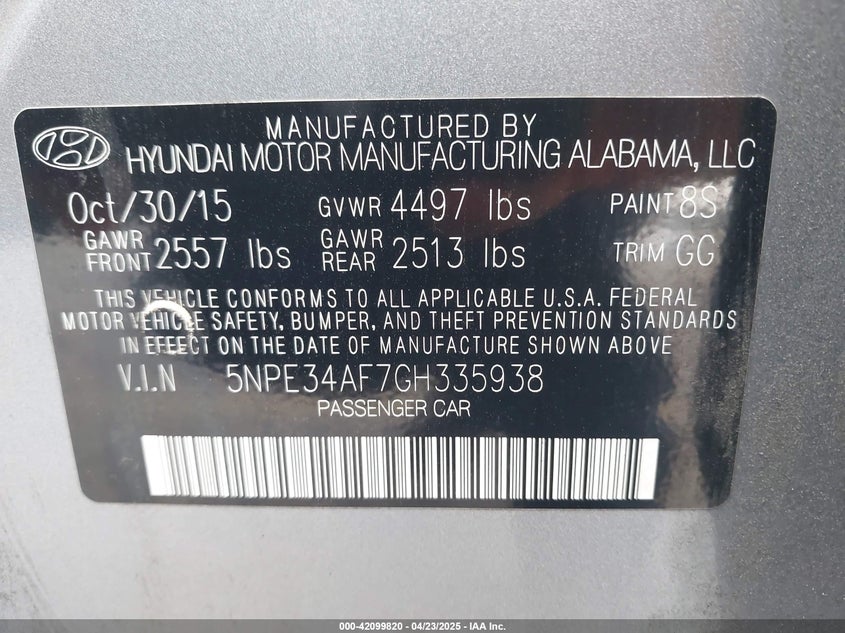 MANUFACTURED BY
HYUNDAI MOTOR MANUFACTURING ALABAMA, LLC
Oct/30/15 GVWR 4497 lbs PAINT 8S
GAWR FRONT 2557 lbs GAWR REAR 2513 lbs TRIM GG
THIS VEHICLE CONFORMS TO ALL APPLICABLE U.S.A. FEDERAL
MOTOR VEHICLE SAFETY, BUMPER, AND THEFT PREVENTION STANDARDS
IN EFFECT ON THE DATE OF MANUFACTURE SHOWN ABOVE
V.I.N 5NPE34AF7GH335938
PASSENGER CAR
000-42099820 | 04/23/2025 - IAA Inc.